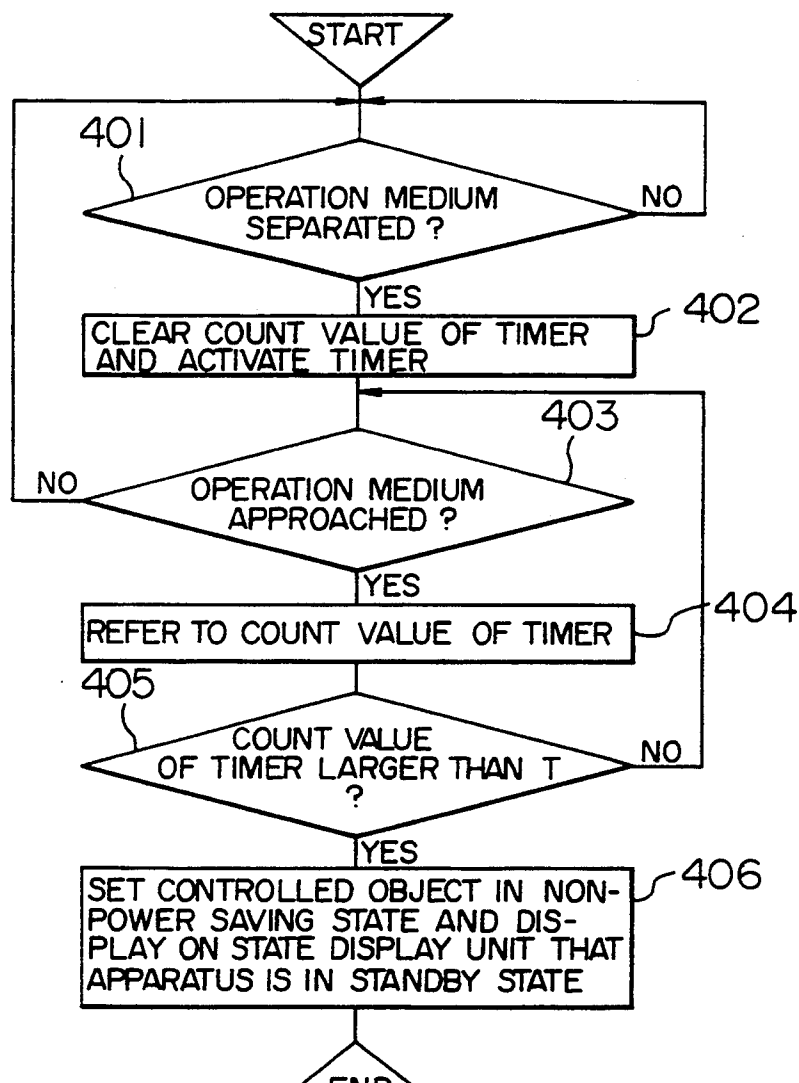 START
401
OPERATION MEDIUM
SEPARATED ?
NO
YES
402
CLEAR COUNT VALUE OF TIMER
AND ACTIVATE TIMER
403
NO
OPERATION MEDIUM
APPROACHED ?
YES
404
REFER TO COUNT VALUE OF TIMER
405
COUNT VALUE
OF TIMER LARGER THAN T
?
NO
YES
406
SET CONTROLLED OBJECT IN NON-
POWER SAVING STATE AND DIS-
PLAY ON STATE DISPLAY UNIT THAT
APPARATUS IS IN STANDBY STATE
END